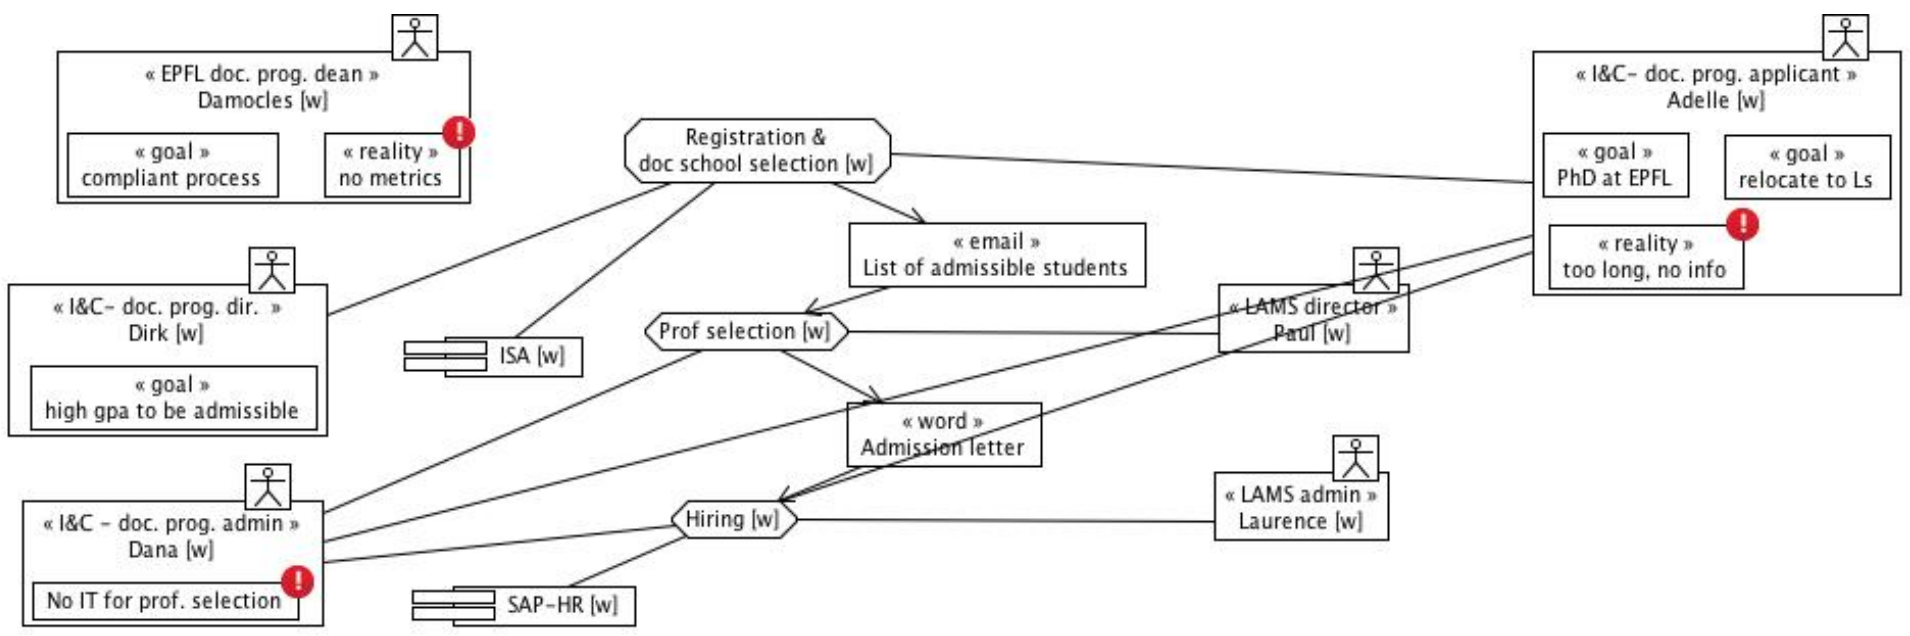 « EPFL doc. prog. dean »
Damocles [w]
« goal »
compliant process
« reality »
no metrics
!
« I&C- doc. prog. applicant »
Adelle [w]
« goal »
PhD at EPFL
« goal »
relocate to Ls
« reality »
too long, no info
!
Registration &
doc school selection [w]
« email »
List of admissible students
« I&C- doc. prog. dir. »
Dirk [w]
« goal »
high gpa to be admissible
ISA [w]
Prof selection [w]
« LAMS director »
Paul [w]
« word »
Admission letter
« I&C - doc. prog. admin »
Dana [w]
No IT for prof. selection
!
Hiring [w]
« LAMS admin »
Laurence [w]
SAP-HR [w]